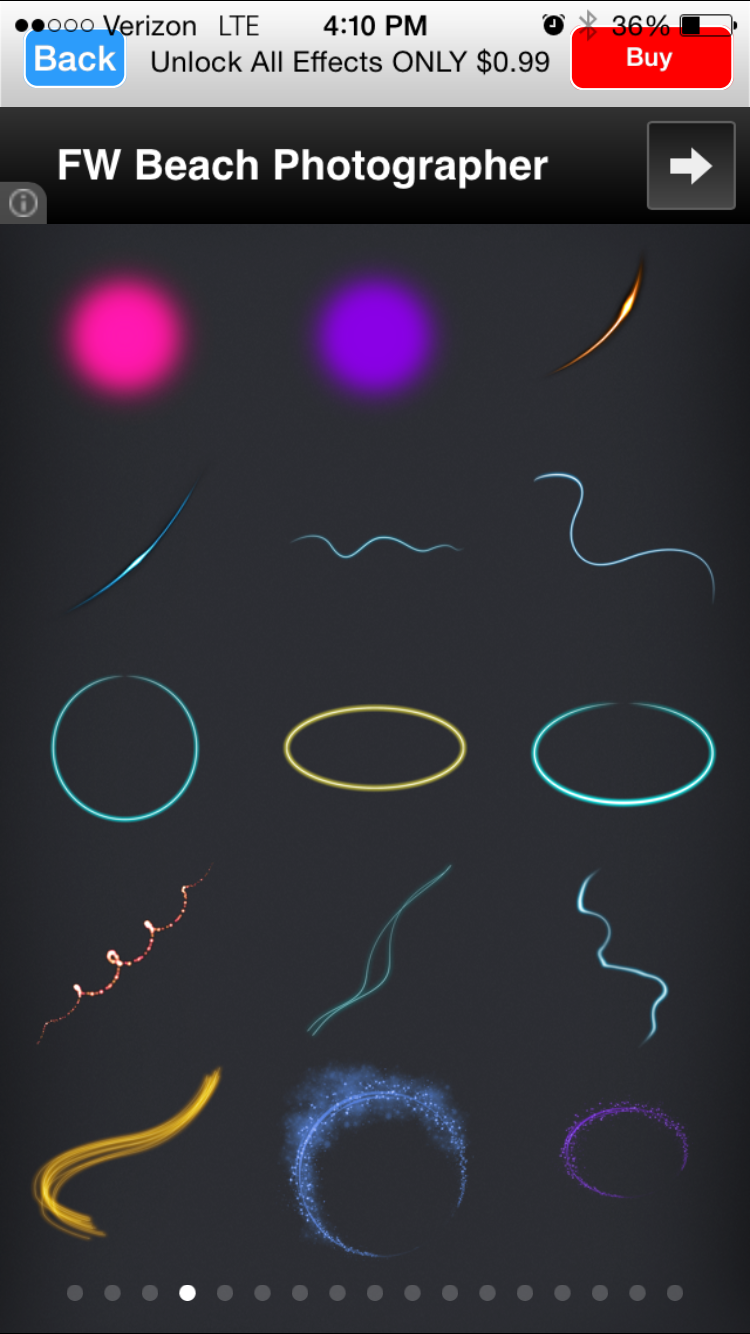 Verizon LTE 4:10 PM 36%
Back Unlock All Effects ONLY $0.99 Buy
FW Beach Photographer